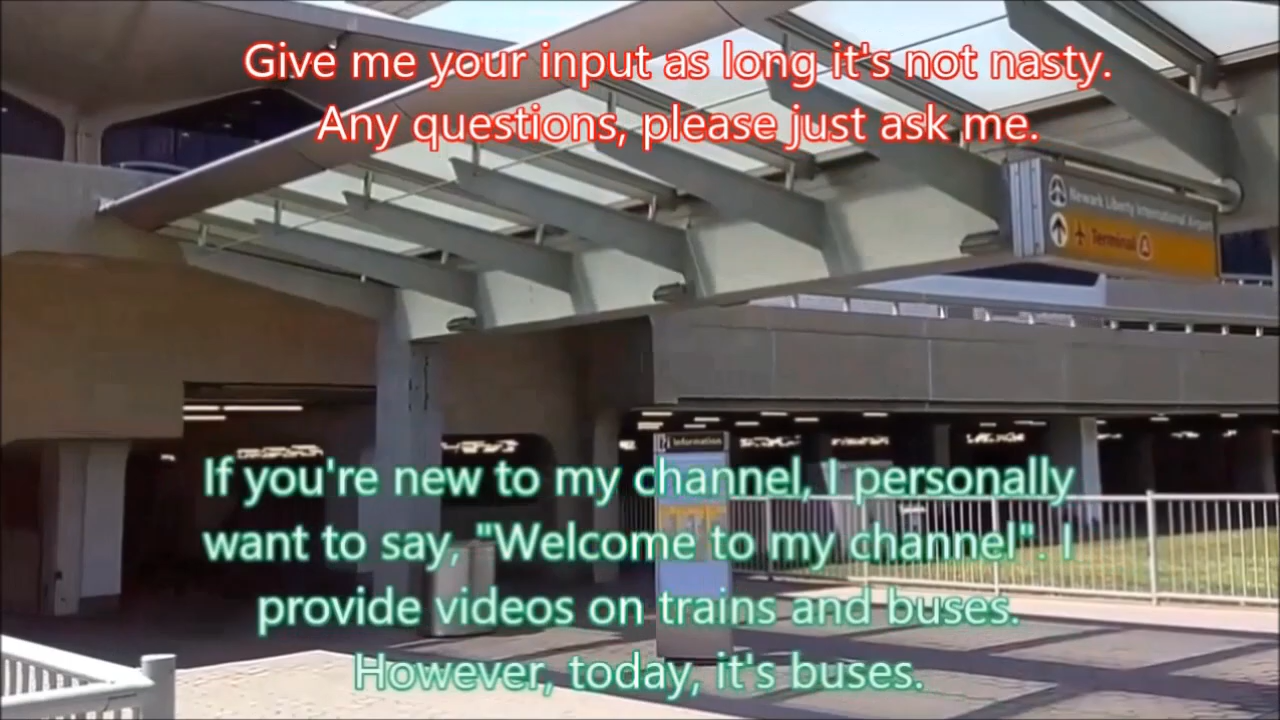 Give me your input as long it's not nasty.
Any questions, please just ask me.
Newark Liberty International Airport
Terminal A
Information
If you're new to my channel, I personally
want to say, "Welcome to my channel". I
provide videos on trains and buses.
However, today, it's buses.